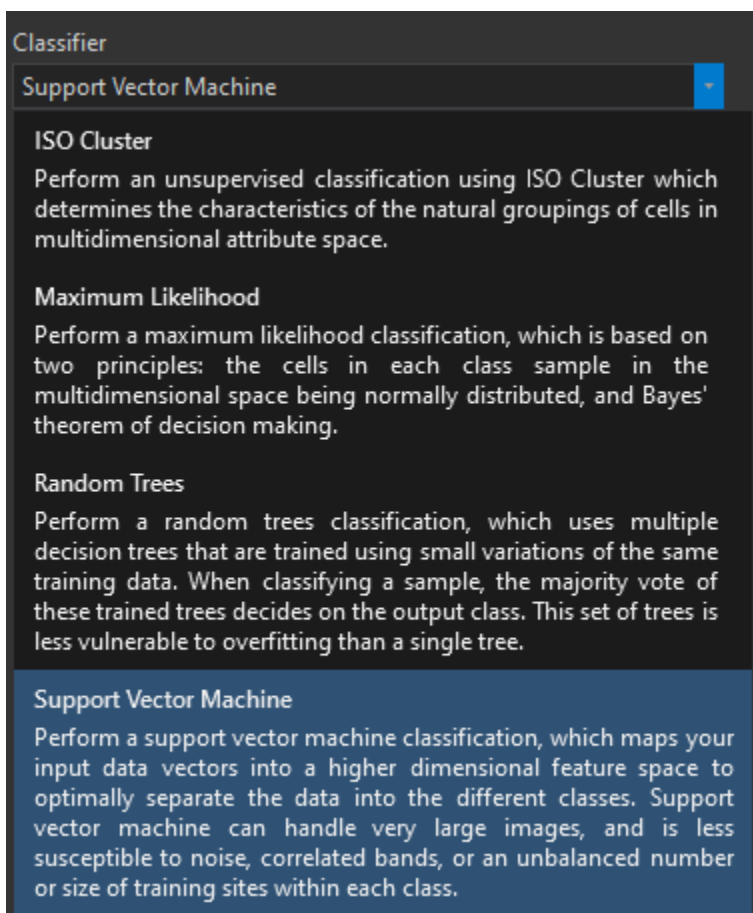 Classifier
Support Vector Machine
ISO Cluster
Perform an unsupervised classification using ISO Cluster which
determines the characteristics of the natural groupings of cells in
multidimensional attribute space.
Maximum Likelihood
Perform a maximum likelihood classification, which is based on
two principles: the cells in each class sample in the
multidimensional space being normally distributed, and Bayes'
theorem of decision making.
Random Trees
Perform a random trees classification, which uses multiple
decision trees that are trained using small variations of the same
training data. When classifying a sample, the majority vote of
these trained trees decides on the output class. This set of trees is
less vulnerable to overfitting than a single tree.
Support Vector Machine
Perform a support vector machine classification, which maps your
input data vectors into a higher dimensional feature space to
optimally separate the data into the different classes. Support
vector machine can handle very large images, and is less
susceptible to noise, correlated bands, or an unbalanced number
or size of training sites within each class.